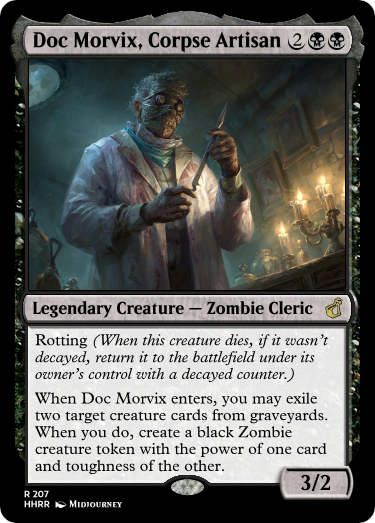 Doc Morvix, Corpse Artisan 2
Legendary Creature — Zombie Cleric
Rotting (When this creature dies, if it wasn't
decayed, return it to the battlefield under its
owner's control with a decayed counter.)
When Doc Morvix enters, you may exile
two target creature cards from graveyards.
When you do, create a black Zombie
creature token with the power of one card
and toughness of the other.
3/2
R 207
HHRR Midjourney